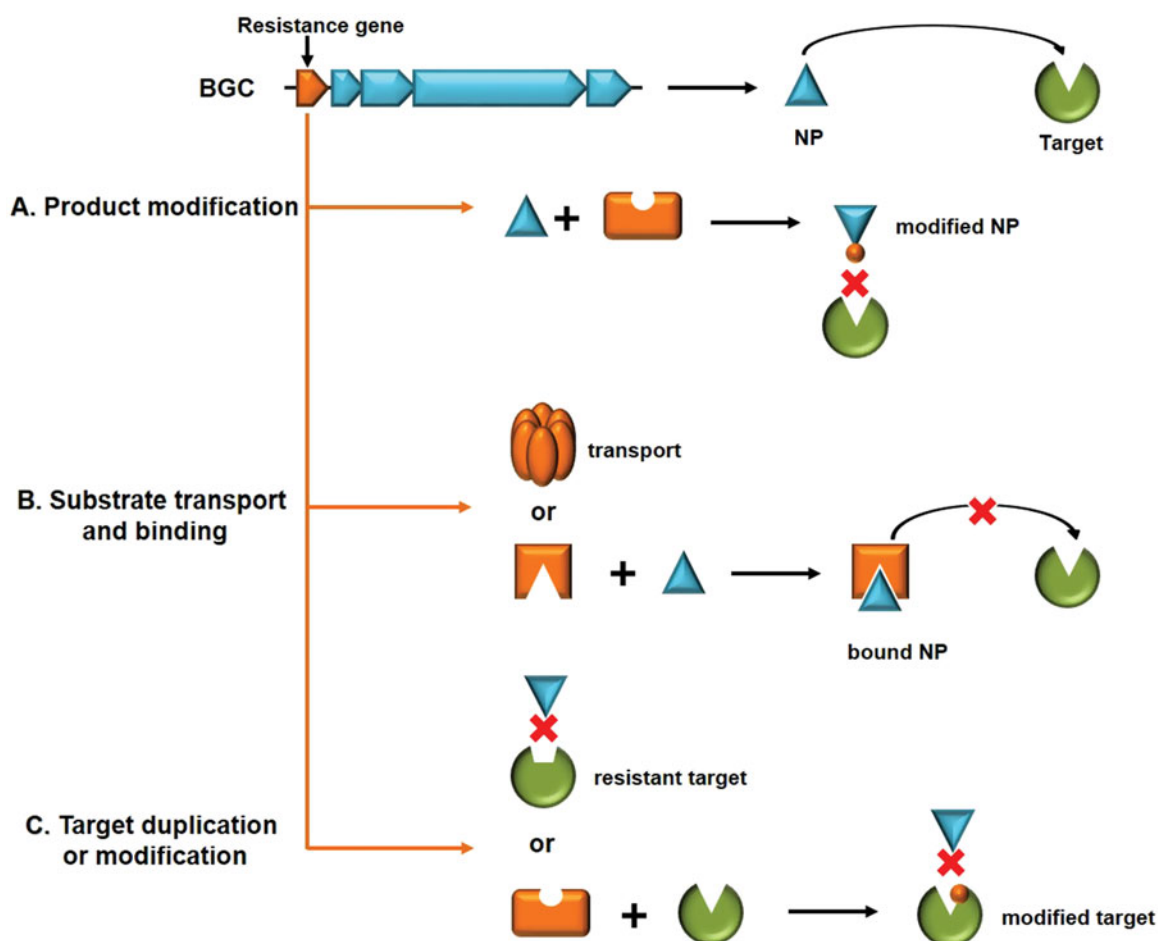 Resistance gene
BGC
NP
Target
A. Product modification
+
modified NP
transport
B. Substrate transport
and binding
or
+
bound NP
resistant target
C. Target duplication
or modification
or
+
modified target